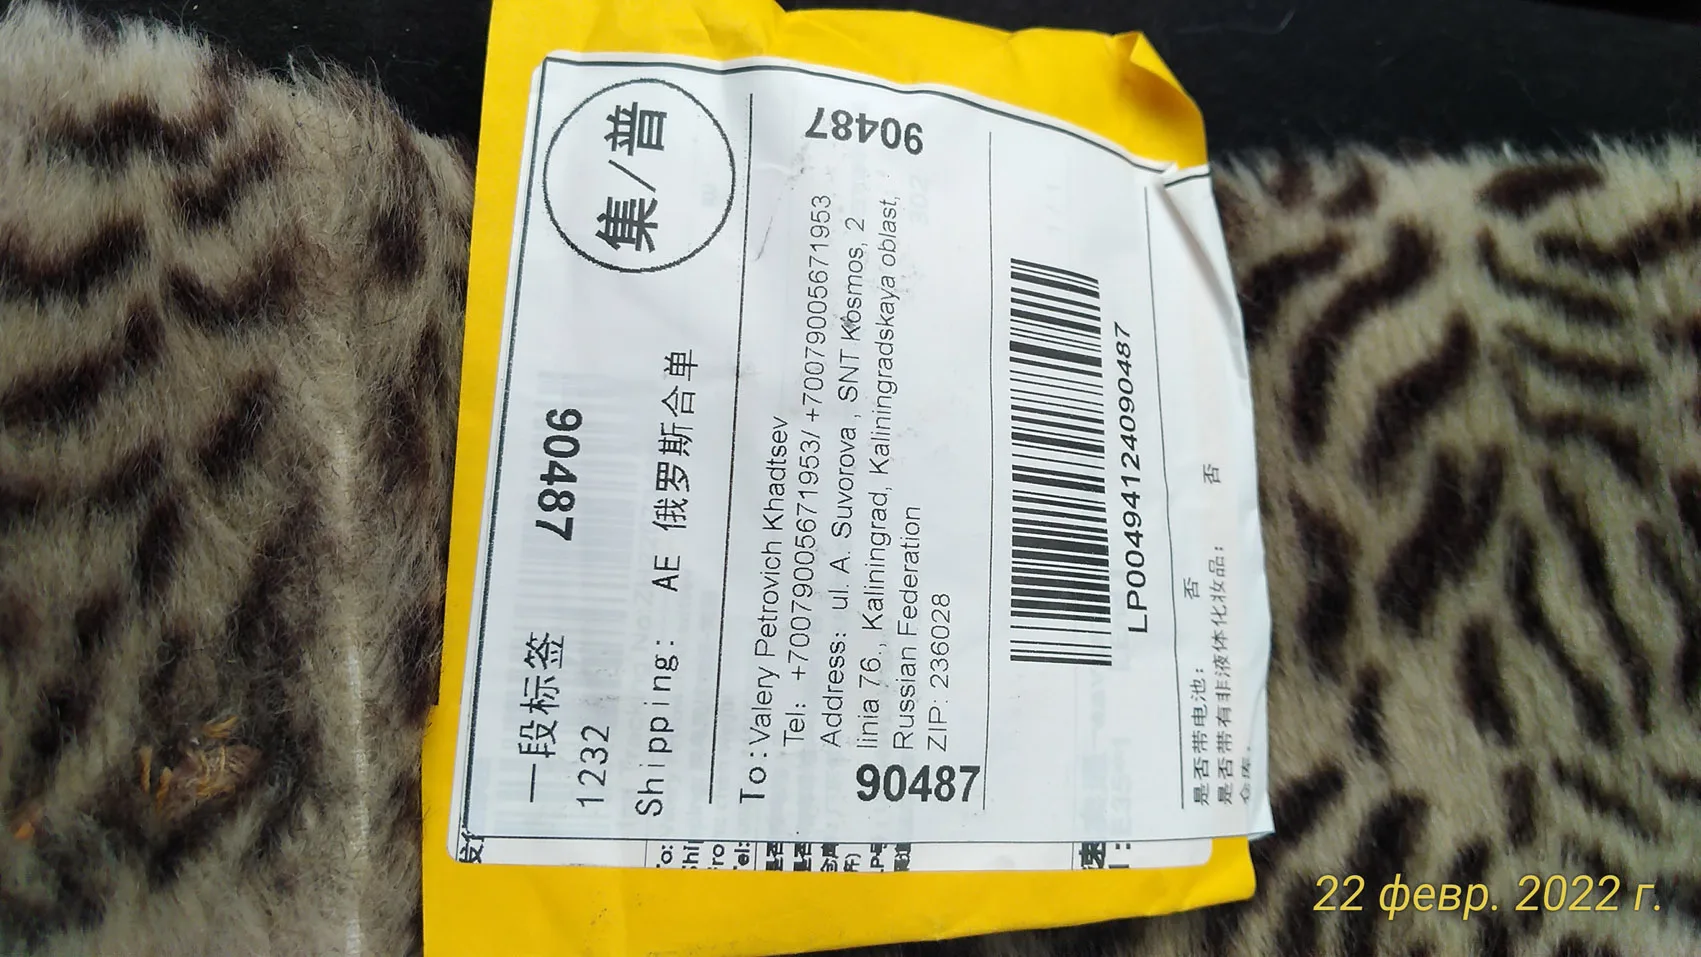 一段标签
90487
集/普
1232
Shipping: AE 俄罗斯合单
To: Valery Petrovich Khadtsev
90487
Tel: +70079005671953/ +70079005671953
Address: ul. A. Suvorova , SNT Kosmos, 2
linia 76., Kaliningrad, Kaliningradskaya oblast,
Russian Federation
ZIP: 236028
90487
LP00494124090487
是否带电池: 否
是否带有非液体化妆品: 否
To:
Tel:
22 февр. 2022 г.